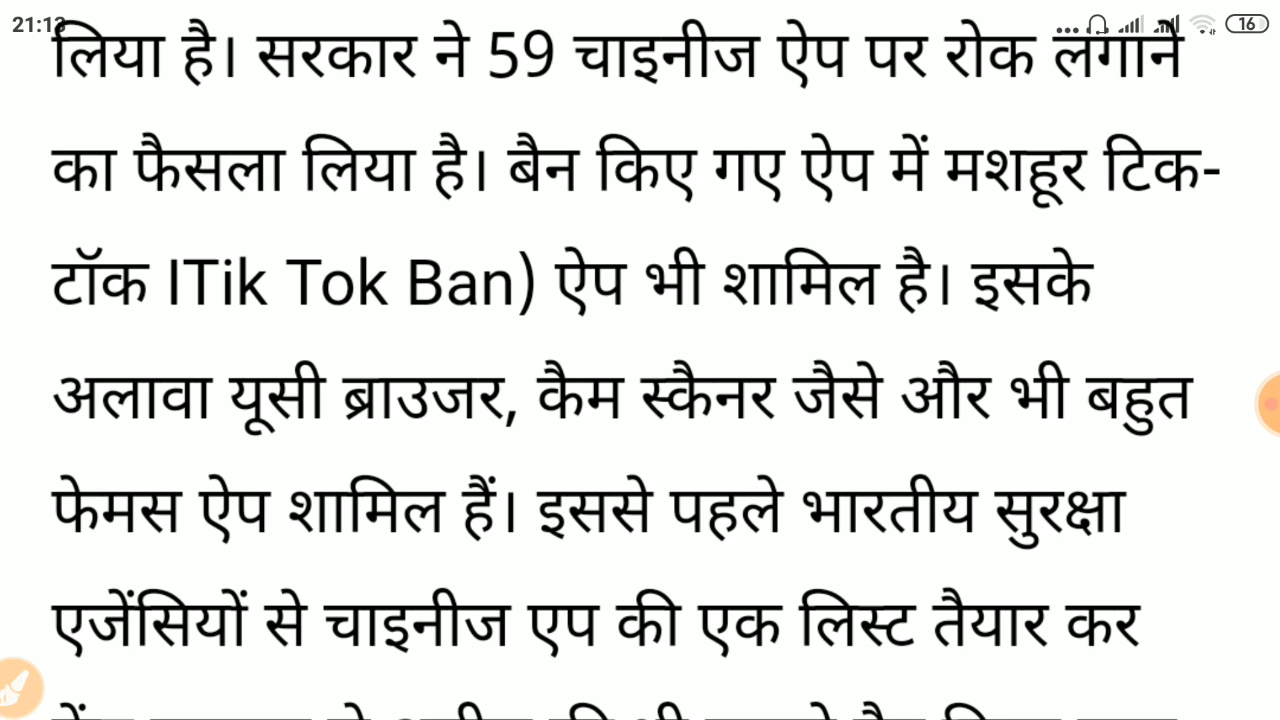 21:13
16
लिया है। सरकार ने 59 चाइनीज ऐप पर रोक लगाने
का फैसला लिया है। बैन किए गए ऐप में मशहूर टिक-
टॉक ITik Tok Ban) ऐप भी शामिल है। इसके
अलावा यूसी ब्राउजर, कैम स्कैनर जैसे और भी बहुत
फेमस ऐप शामिल हैं। इससे पहले भारतीय सुरक्षा
एजेंसियों से चाइनीज एप की एक लिस्ट तैयार कर